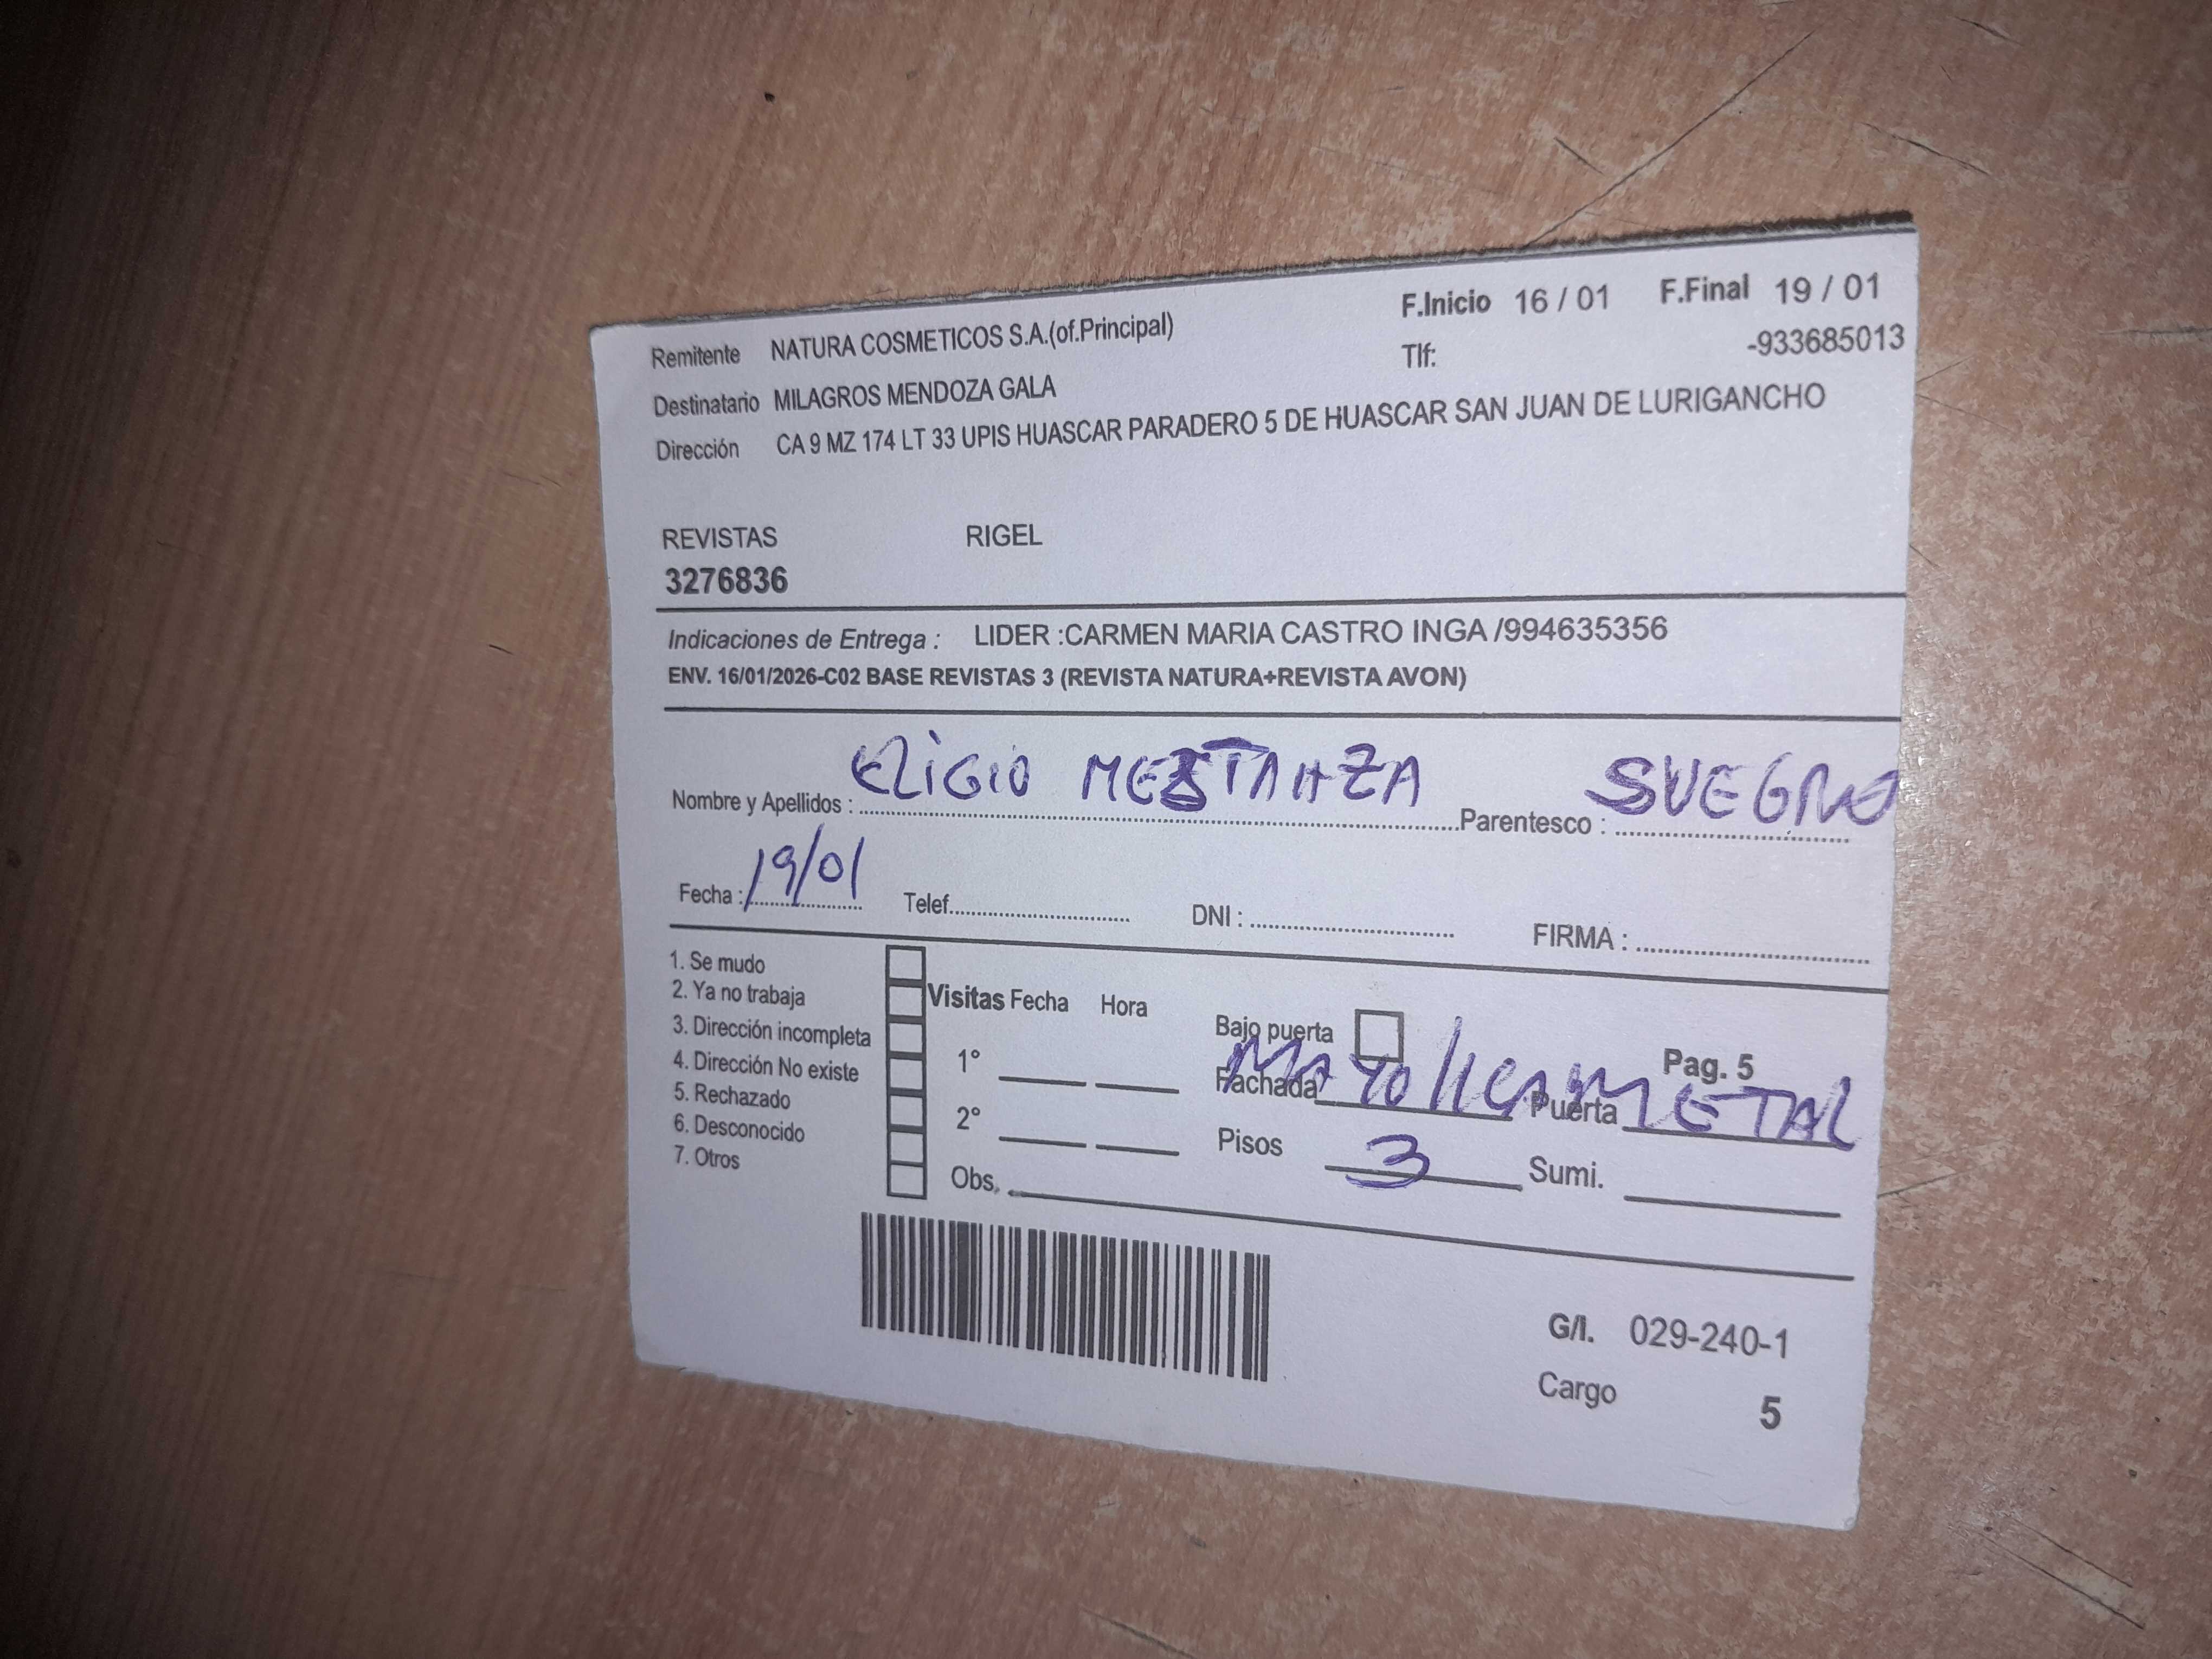 F.Inicio 16 / 01 F.Final 19 / 01
Remitente NATURA COSMETICOS S.A.(of.Principal)
Tlf: -933685013
Destinatario MILAGROS MENDOZA GALA
Dirección CA 9 MZ 174 LT 33 UPIS HUASCAR PARADERO 5 DE HUASCAR SAN JUAN DE LURIGANCHO
REVISTAS RIGEL
3276836
Indicaciones de Entrega : LIDER :CARMEN MARIA CASTRO INGA /994635356
ENV. 16/01/2026-C02 BASE REVISTAS 3 (REVISTA NATURA+REVISTA AVON)
Nombre y Apellidos : ELIGIO MESTANZA Parentesco : SUEGRO
Fecha : 19/01 Telef. DNI : FIRMA :
1. Se mudo
2. Ya no trabaja
3. Dirección incompleta
4. Dirección No existe
5. Rechazado
6. Desconocido
7. Otros
Visitas Fecha Hora
1°
2°
Obs.
Bajo puerta Pag. 5
Fachada MAYOLICA Puerta METAL
Pisos 3 Sumi.
G/I. 029-240-1
Cargo 5